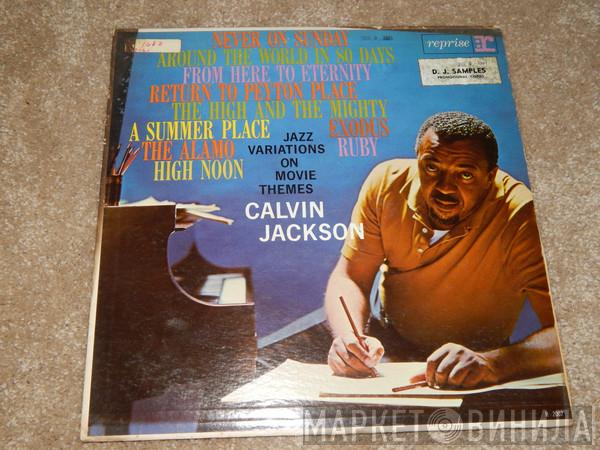 NEVER ON SUNDAY
AROUND THE WORLD IN 80 DAYS
FROM HERE TO ETERNITY
RETURN TO PEYTON PLACE
THE HIGH AND THE MIGHTY
A SUMMER PLACE
EXODUS
THE ALAMO
RUBY
HIGH NOON
JAZZ
VARIATIONS
ON
MOVIE
THEMES
CALVIN
JACKSON
reprise
D. J. SAMPLES
МАРКЕТ ВИНИЛА